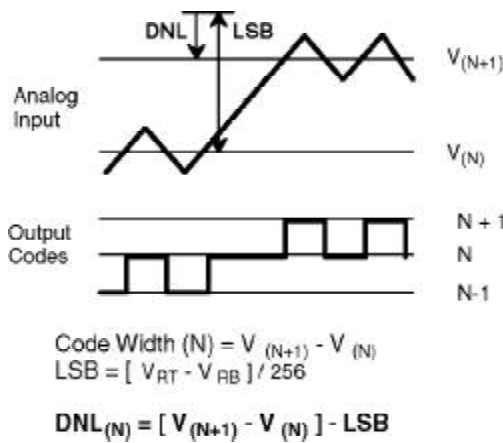 DNL LSB
V(N+1)
Analog
Input
V(N)
N + 1
Output
Codes
N
N-1
Code Width (N) = V (N+1) - V (N)
LSB = [ VRT - VRB ] / 256
DNL(N) = [ V(N+1) - V(N) ] - LSB